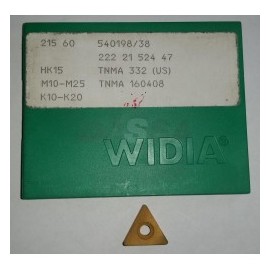 215 60 540198/38
222 21 524 47
HK15 TNMA 332 (US)
M10-M25 TNMA 160408
K10-K20
WIDIA